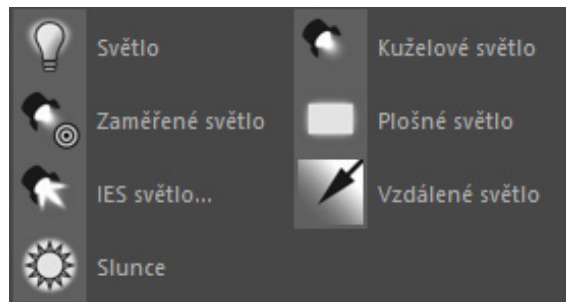 Světlo
Kuželové světlo
Zaměřené světlo
Plošné světlo
IES světlo...
Vzdálené světlo
Slunce